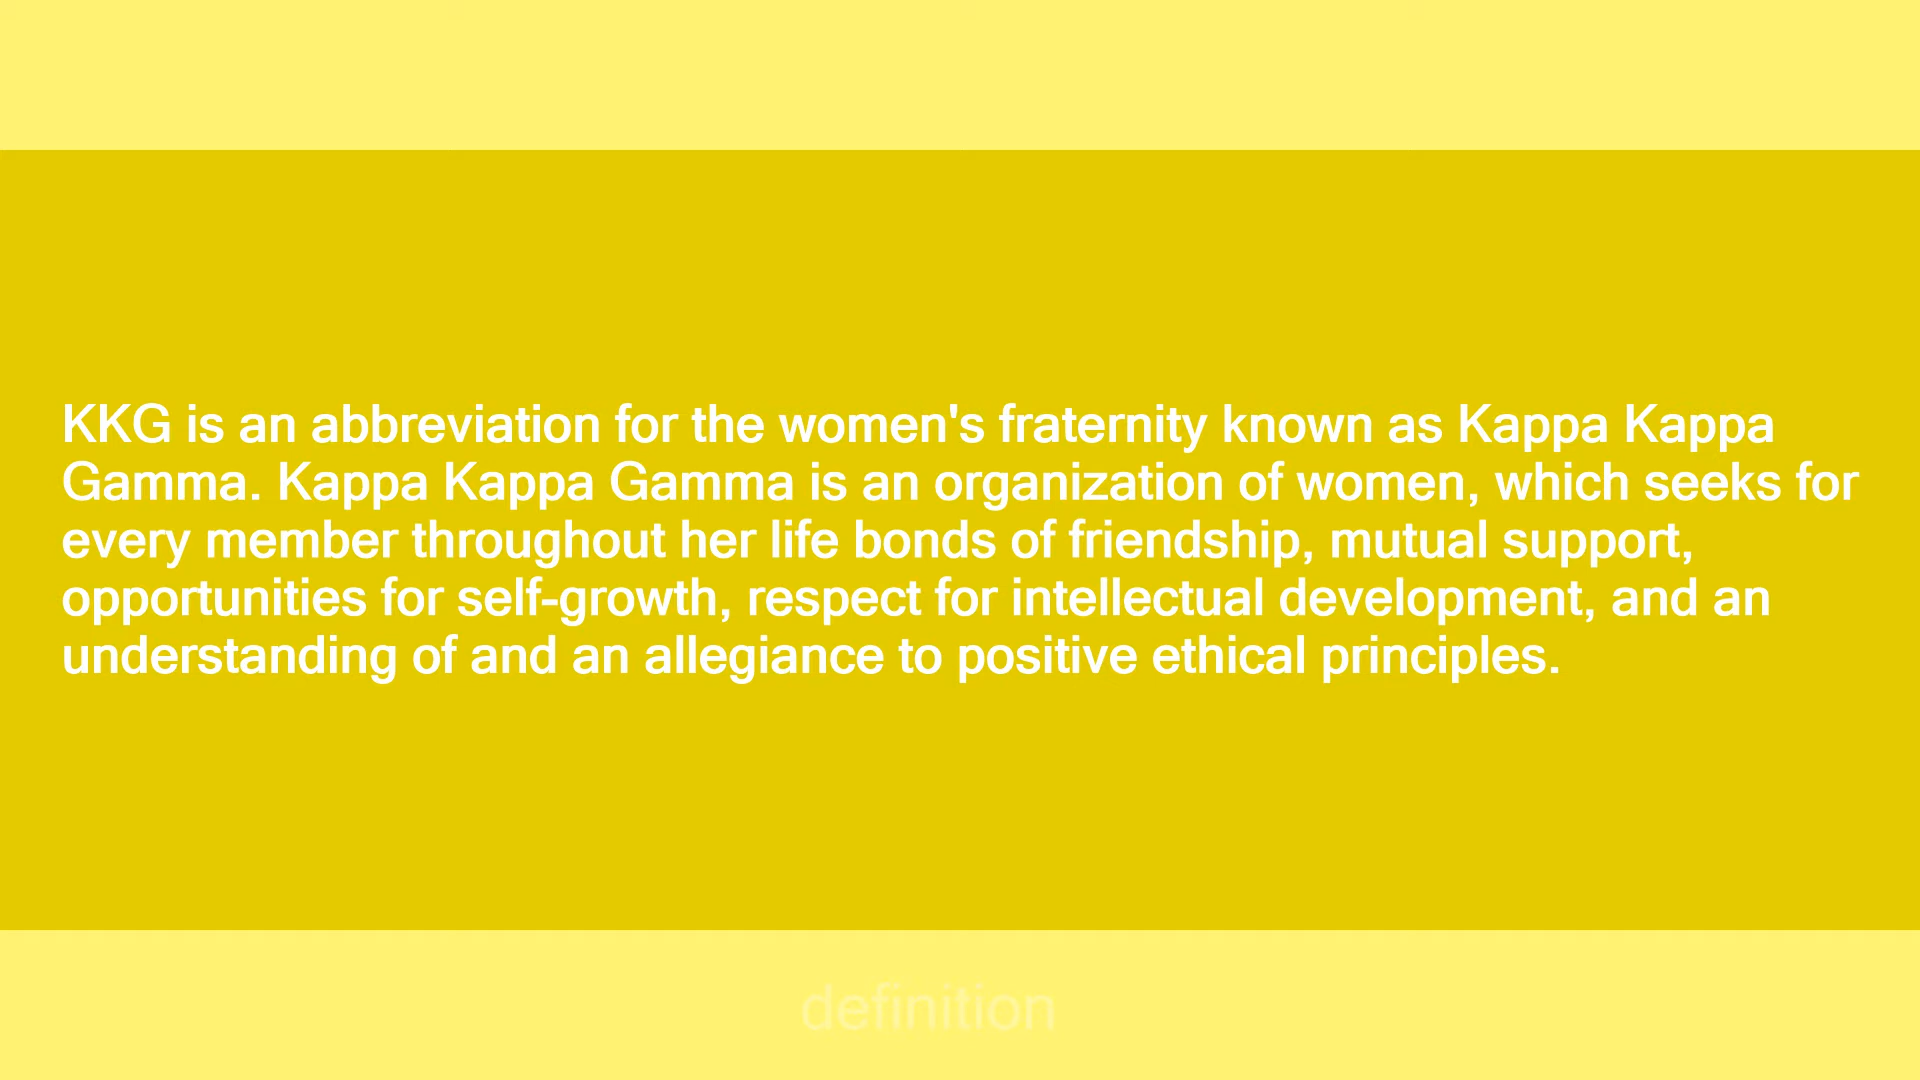 KKG is an abbreviation for the women's fraternity known as Kappa Kappa
Gamma. Kappa Kappa Gamma is an organization of women, which seeks for
every member throughout her life bonds of friendship, mutual support,
opportunities for self-growth, respect for intellectual development, and an
understanding of and an allegiance to positive ethical principles.
definition